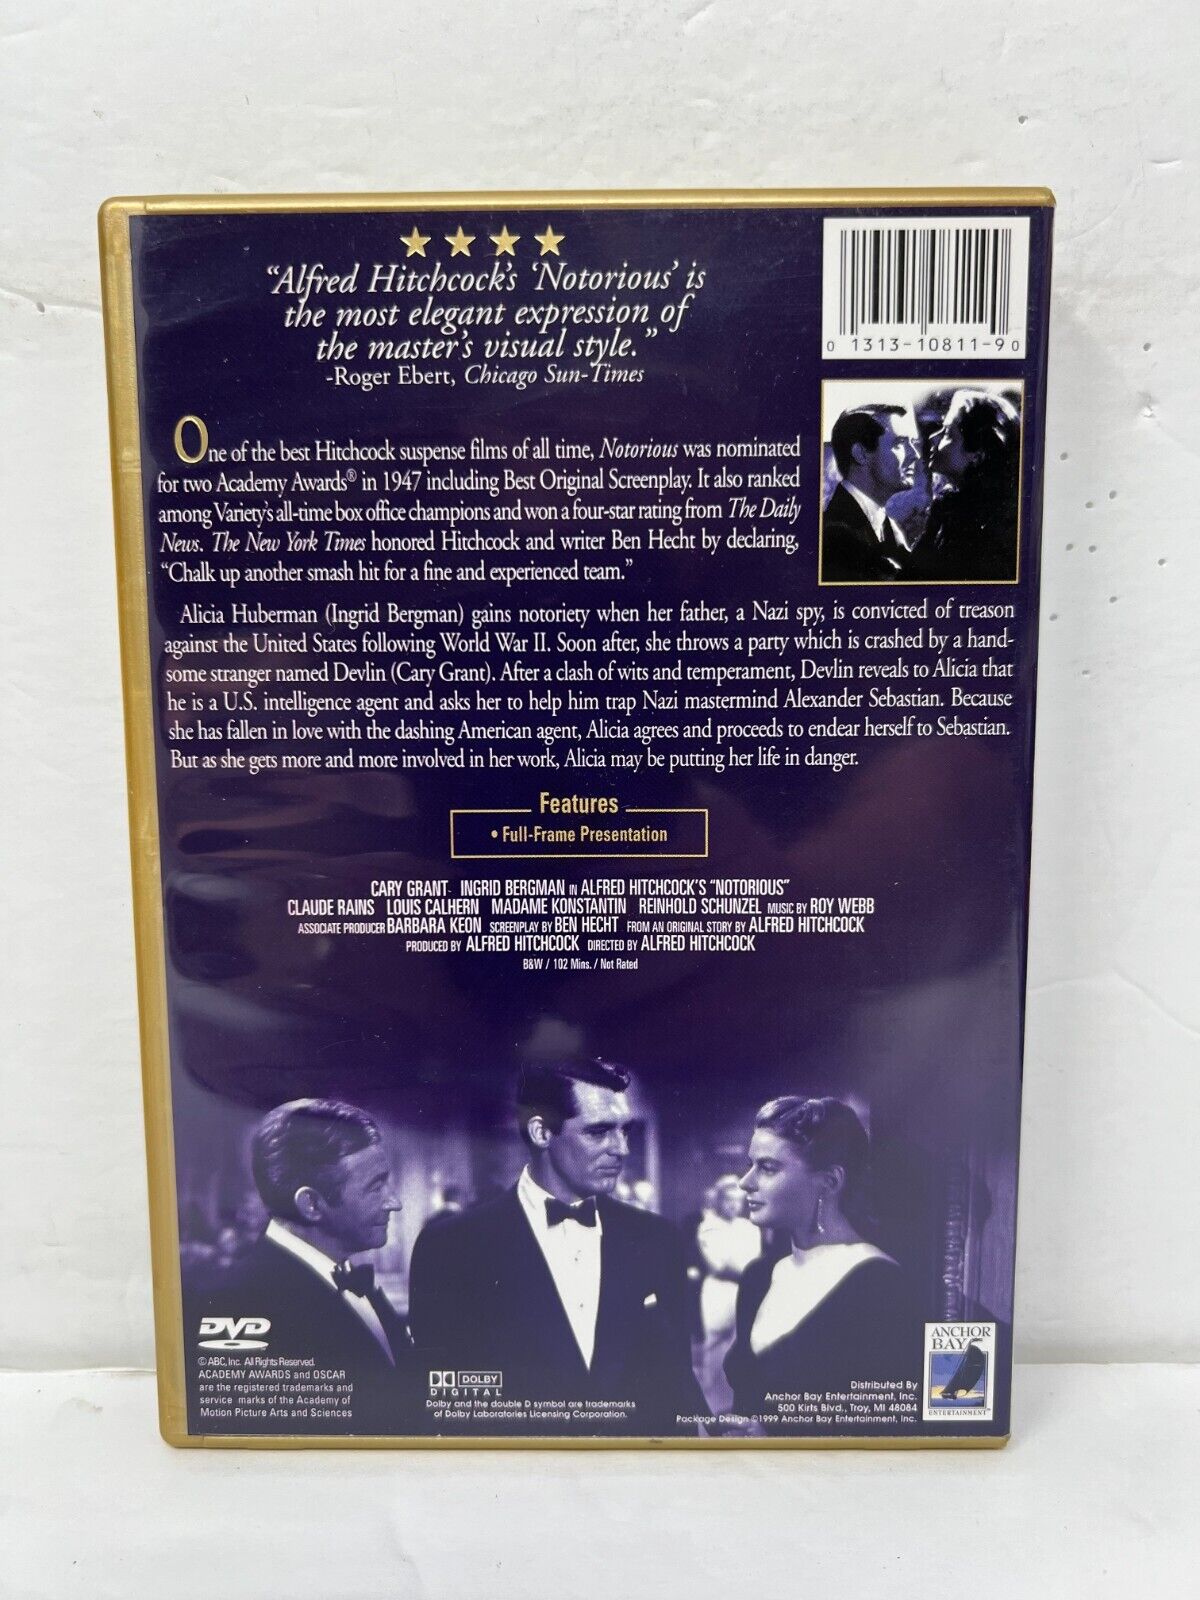 “Alfred Hitchcock's ‘Notorious’ is
the most elegant expression of
the master's visual style.”
-Roger Ebert, Chicago Sun-Times
0 1313-10811-9 0
One of the best Hitchcock suspense films of all time, Notorious was nominated
for two Academy Awards® in 1947 including Best Original Screenplay. It also ranked
among Variety's all-time box office champions and won a four-star rating from The Daily
News. The New York Times honored Hitchcock and writer Ben Hecht by declaring,
“Chalk up another smash hit for a fine and experienced team.”
Alicia Huberman (Ingrid Bergman) gains notoriety when her father, a Nazi spy, is convicted of treason
against the United States following World War II. Soon after, she throws a party which is crashed by a hand-
some stranger named Devlin (Cary Grant). After a clash of wits and temperament, Devlin reveals to Alicia that
he is a U.S. intelligence agent and asks her to help him trap Nazi mastermind Alexander Sebastian. Because
she has fallen in love with the dashing American agent, Alicia agrees and proceeds to endear herself to Sebastian.
But as she gets more and more involved in her work, Alicia may be putting her life in danger.
Features
• Full-Frame Presentation
CARY GRANT INGRID BERGMAN IN ALFRED HITCHCOCK'S "NOTORIOUS"
CLAUDE RAINS LOUIS CALHERN MADAME KONSTANTIN REINHOLD SCHUNZEL MUSIC BY ROY WEBB
ASSOCIATE PRODUCER BARBARA KEON SCREENPLAY BY BEN HECHT FROM AN ORIGINAL STORY BY ALFRED HITCHCOCK
PRODUCED BY ALFRED HITCHCOCK DIRECTED BY ALFRED HITCHCOCK
B&W / 102 Mins. / Not Rated
DVD
© ABC, Inc. All Rights Reserved.
ACADEMY AWARDS and OSCAR
are the registered trademarks and
service marks of the Academy of
Motion Picture Arts and Sciences
DOLBY
DIGITAL
Dolby and the double D symbol are trademarks
of Dolby Laboratories Licensing Corporation.
Distributed By
Anchor Bay Entertainment, Inc.
500 Kirts Blvd., Troy, MI 48084
Package Design ©1999 Anchor Bay Entertainment, Inc.
ANCHOR
BAY
ENTERTAINMENT™